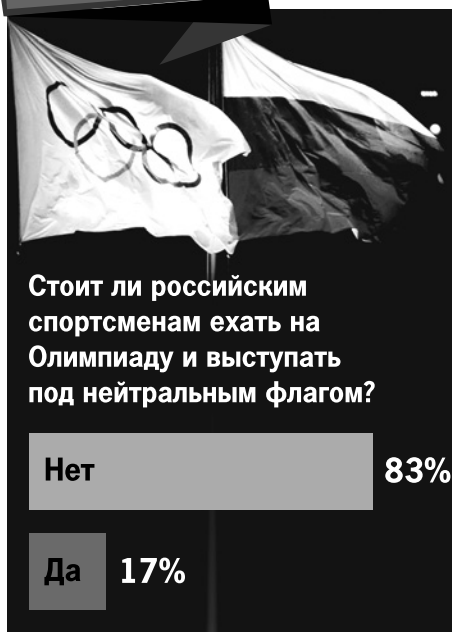 Стоит ли российским
спортсменам ехать на
Олимпиаду и выступать
под нейтральным флагом?
Нет 83%
Да 17%